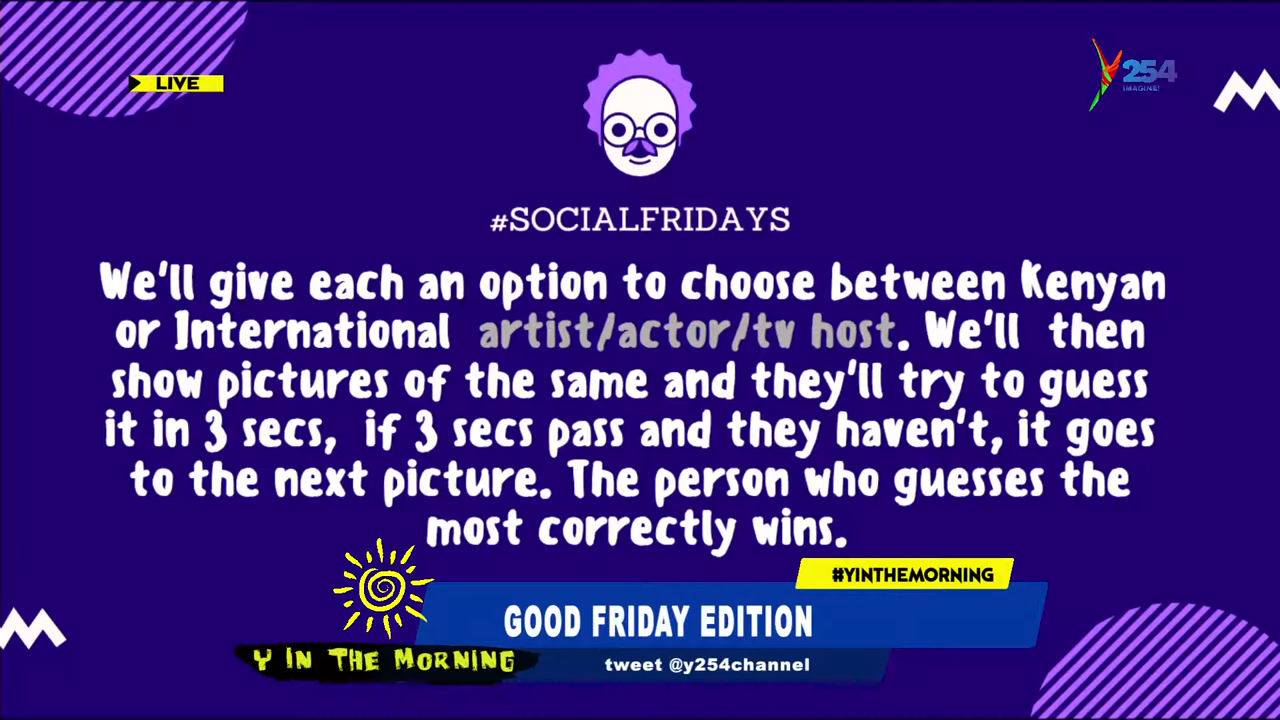 LIVE
Y254
IMAGINE!
#SOCIALFRIDAYS
We'll give each an option to choose between Kenyan
or International artist/actor/tv host. We'll then
show pictures of the same and they'll try to guess
it in 3 secs, if 3 secs pass and they haven't, it goes
to the next picture. The person who guesses the
most correctly wins.
#YINTHEMORNING
GOOD FRIDAY EDITION
Y IN THE MORNING
tweet @y254channel